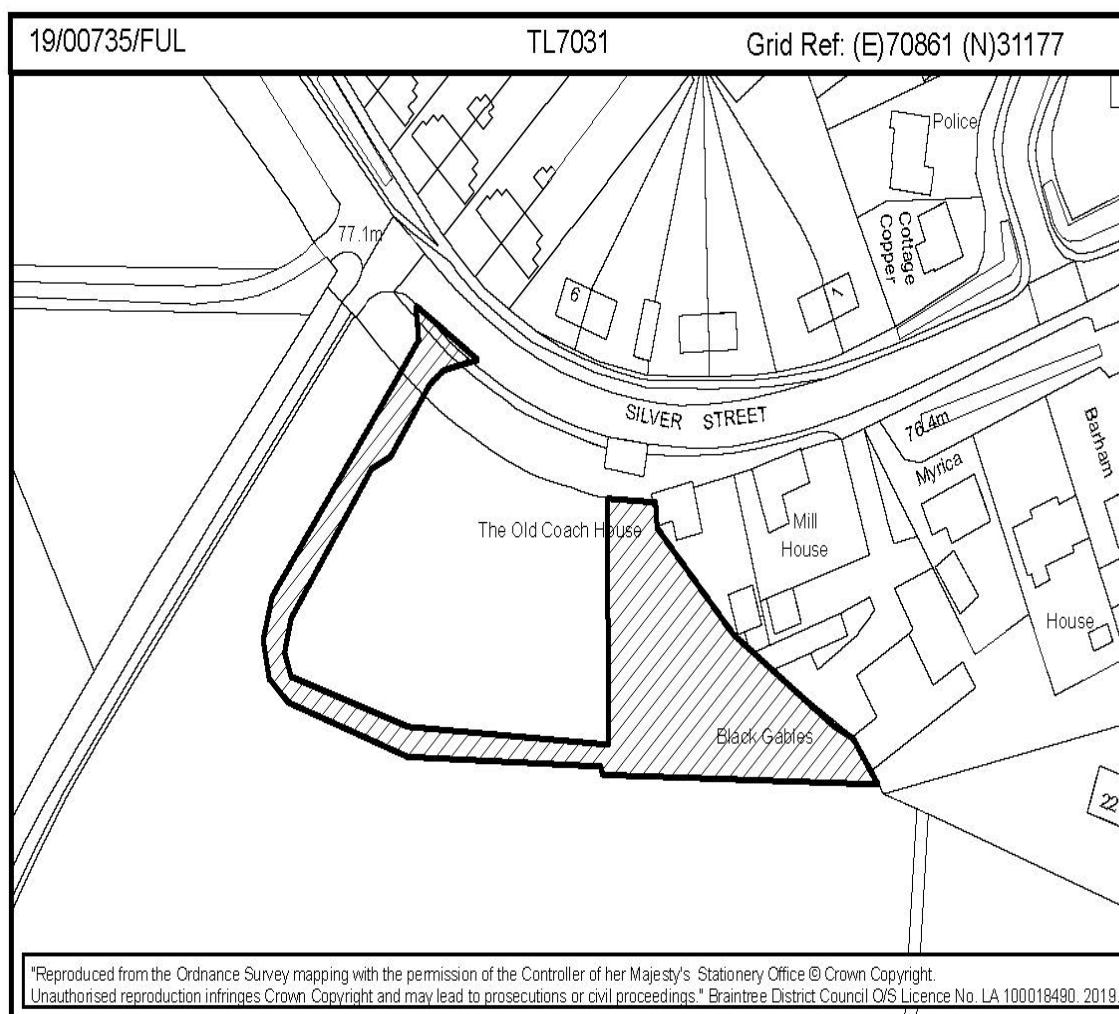 19/00735/FUL TL7031 Grid Ref: (E)70861 (N)31177
Police
Cottage
Copper
77.1m
6
1
SILVER STREET
76.4m
Myrica
Barham
The Old Coach House
Mill
House
House
Black Gables
22
"Reproduced from the Ordnance Survey mapping with the permission of the Controller of her Majesty's Stationery Office © Crown Copyright.
Unauthorised reproduction infringes Crown Copyright and may lead to prosecutions or civil proceedings." Braintree District Council O/S Licence No. LA 100018490. 2019.